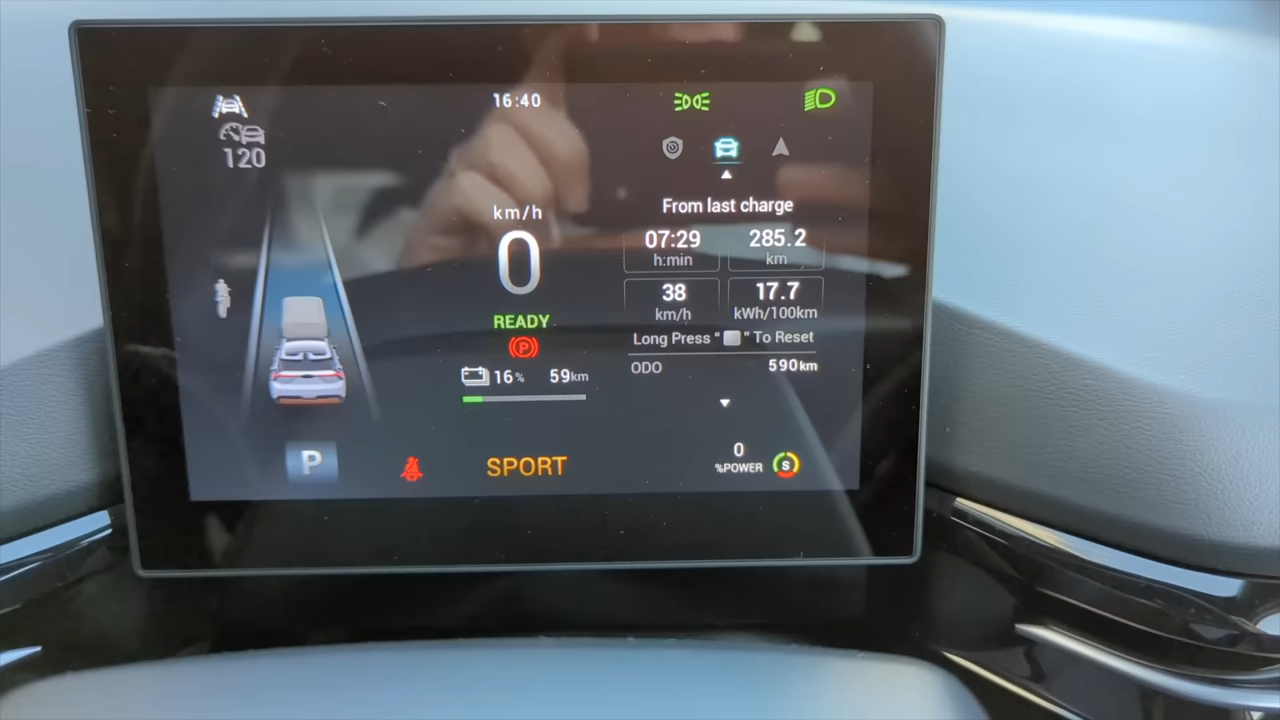 16:40
120
km/h
0
READY
P
16% 59km
From last charge
07:29 285.2
h:min km
38 17.7
km/h kWh/100km
Long Press " " To Reset
ODO 590km
P
SPORT
0
%POWER S